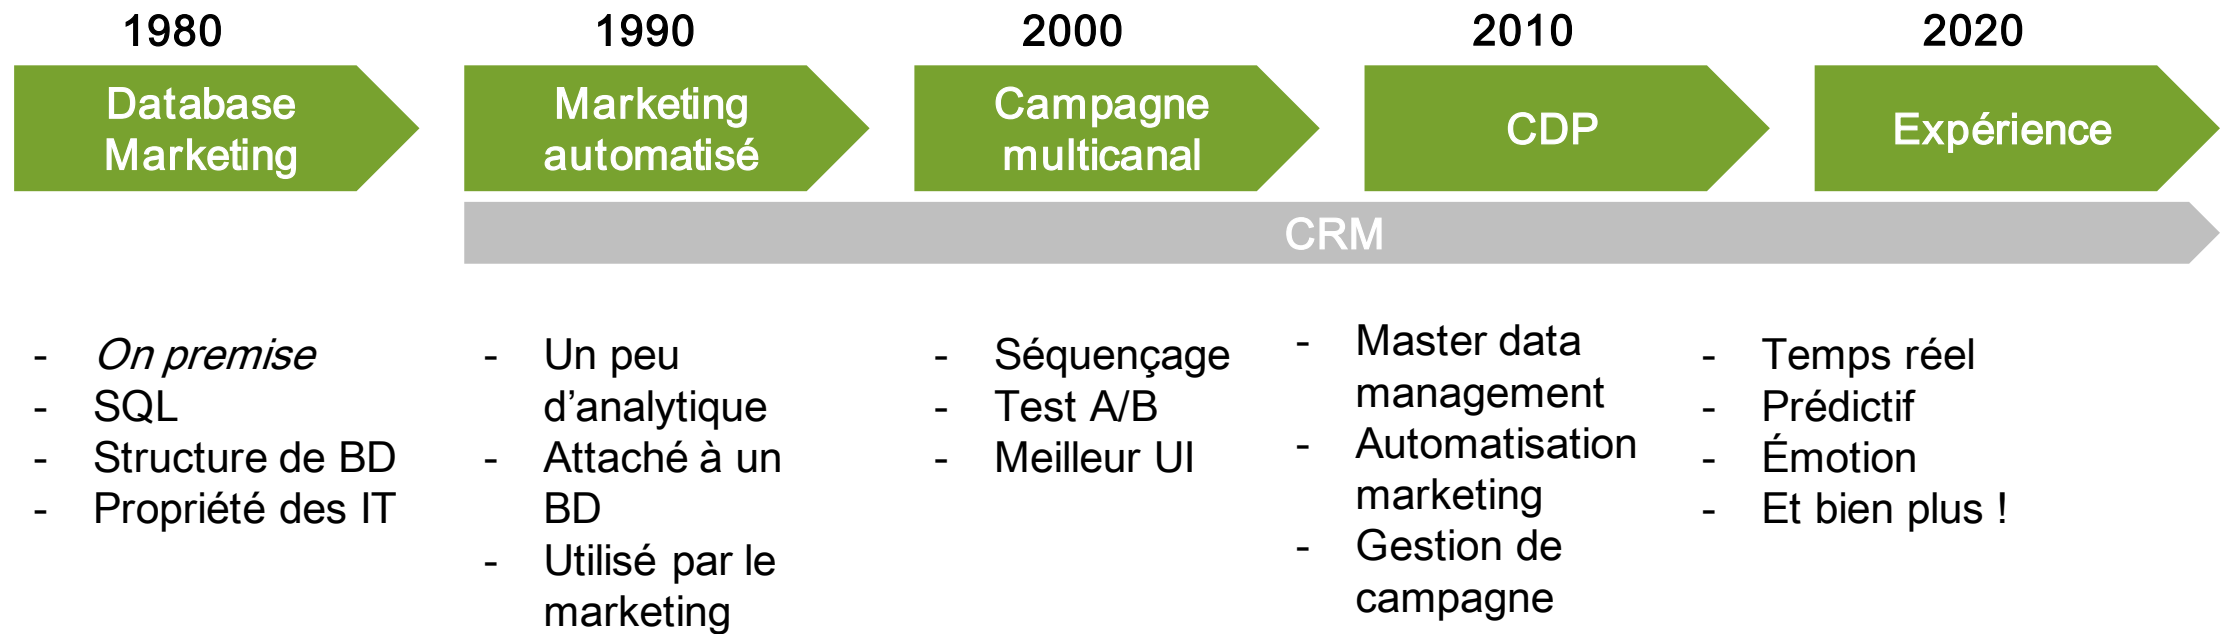 1980
Database
Marketing
1990
Marketing
automatisé
2000
Campagne
multicanal
2010
CDP
2020
Expérience
CRM
- On premise
- SQL
- Structure de BD
- Propriété des IT
- Un peu
d’analytique
- Attaché à un
BD
- Utilisé par le
marketing
- Séquençage
- Test A/B
- Meilleur UI
- Master data
management
- Automatisation
marketing
- Gestion de
campagne
- Temps réel
- Prédictif
- Émotion
- Et bien plus !